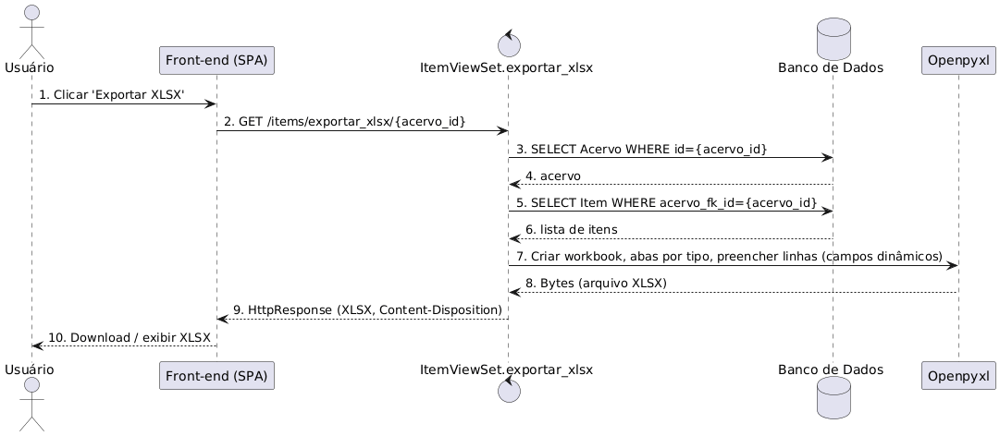 Usuário
Front-end (SPA)
ItemViewSet.exportar_xlsx
Banco de Dados
Openpyxl
1. Clicar 'Exportar XLSX'
2. GET /items/exportar_xlsx/{acervo_id}
3. SELECT Acervo WHERE id={acervo_id}
4. acervo
5. SELECT Item WHERE acervo_fk_id={acervo_id}
6. lista de itens
7. Criar workbook, abas por tipo, preencher linhas (campos dinâmicos)
8. Bytes (arquivo XLSX)
9. HttpResponse (XLSX, Content-Disposition)
10. Download / exibir XLSX
Usuário
Front-end (SPA)
ItemViewSet.exportar_xlsx
Banco de Dados
Openpyxl